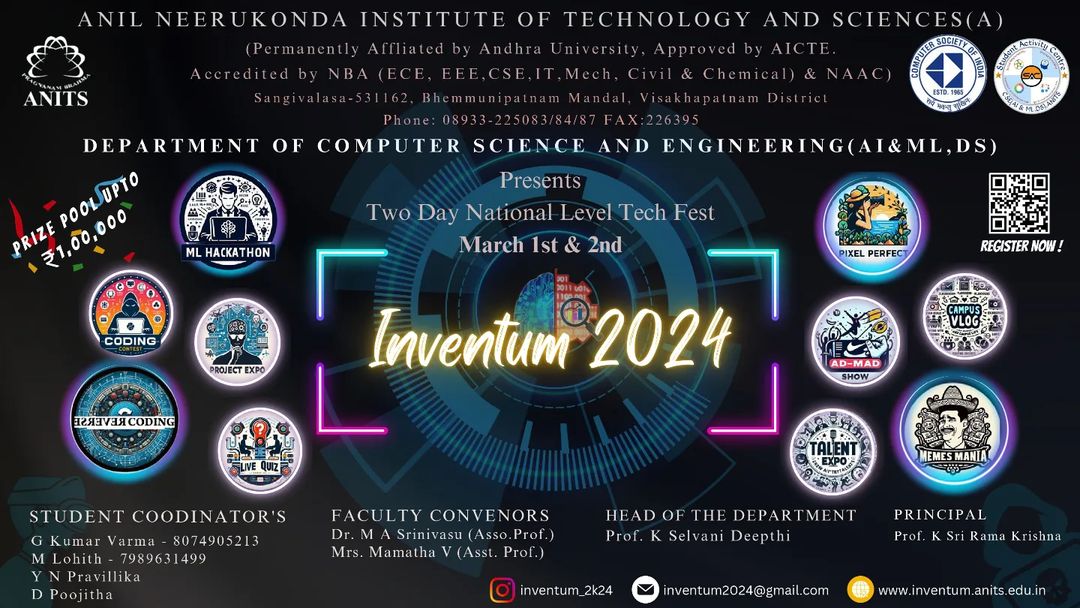 ANIL NEERUKONDA INSTITUTE OF TECHNOLOGY AND SCIENCES(A)
(Permanently Affliated by Andhra University, Approved by AICTE.
Accredited by NBA (ECE, EEE,CSE,IT,Mech, Civil & Chemical) & NAAC)
Sangivalasa-531162, Bhemmunipatnam Mandal, Visakhapatnam District
Phone: 08933-225083/84/87 FAX:226395
ANITS
COMPUTER SOCIETY OF INDIA
ESTD. 1965
Student Activity Centre
SAC
CSE(AI & ML,DS),ANITS
DEPARTMENT OF COMPUTER SCIENCE AND ENGINEERING(AI&ML,DS)
Presents
Two Day National Level Tech Fest
March 1st & 2nd
PRIZE POOL UPTO
₹1,00,000
ML HACKATHON
CODING
CONTEST
PROJECT EXPO
ƎƧЯƎVƎЯ CODING
LIVE QUIZ
Inventum 2024
PIXEL PERFECT
REGISTER NOW !
CAMPUS
VLOG
AD-MAD
SHOW
TALENT
EXPO
MEMES MANIA
STUDENT COODINATOR'S
G Kumar Varma - 8074905213
M Lohith - 7989631499
Y N Pravillika
D Poojitha
FACULTY CONVENORS
Dr. M A Srinivasu (Asso.Prof.)
Mrs. Mamatha V (Asst. Prof.)
HEAD OF THE DEPARTMENT
Prof. K Selvani Deepthi
PRINCIPAL
Prof. K Sri Rama Krishna
inventum_2k24
inventum2024@gmail.com
www.inventum.anits.edu.in